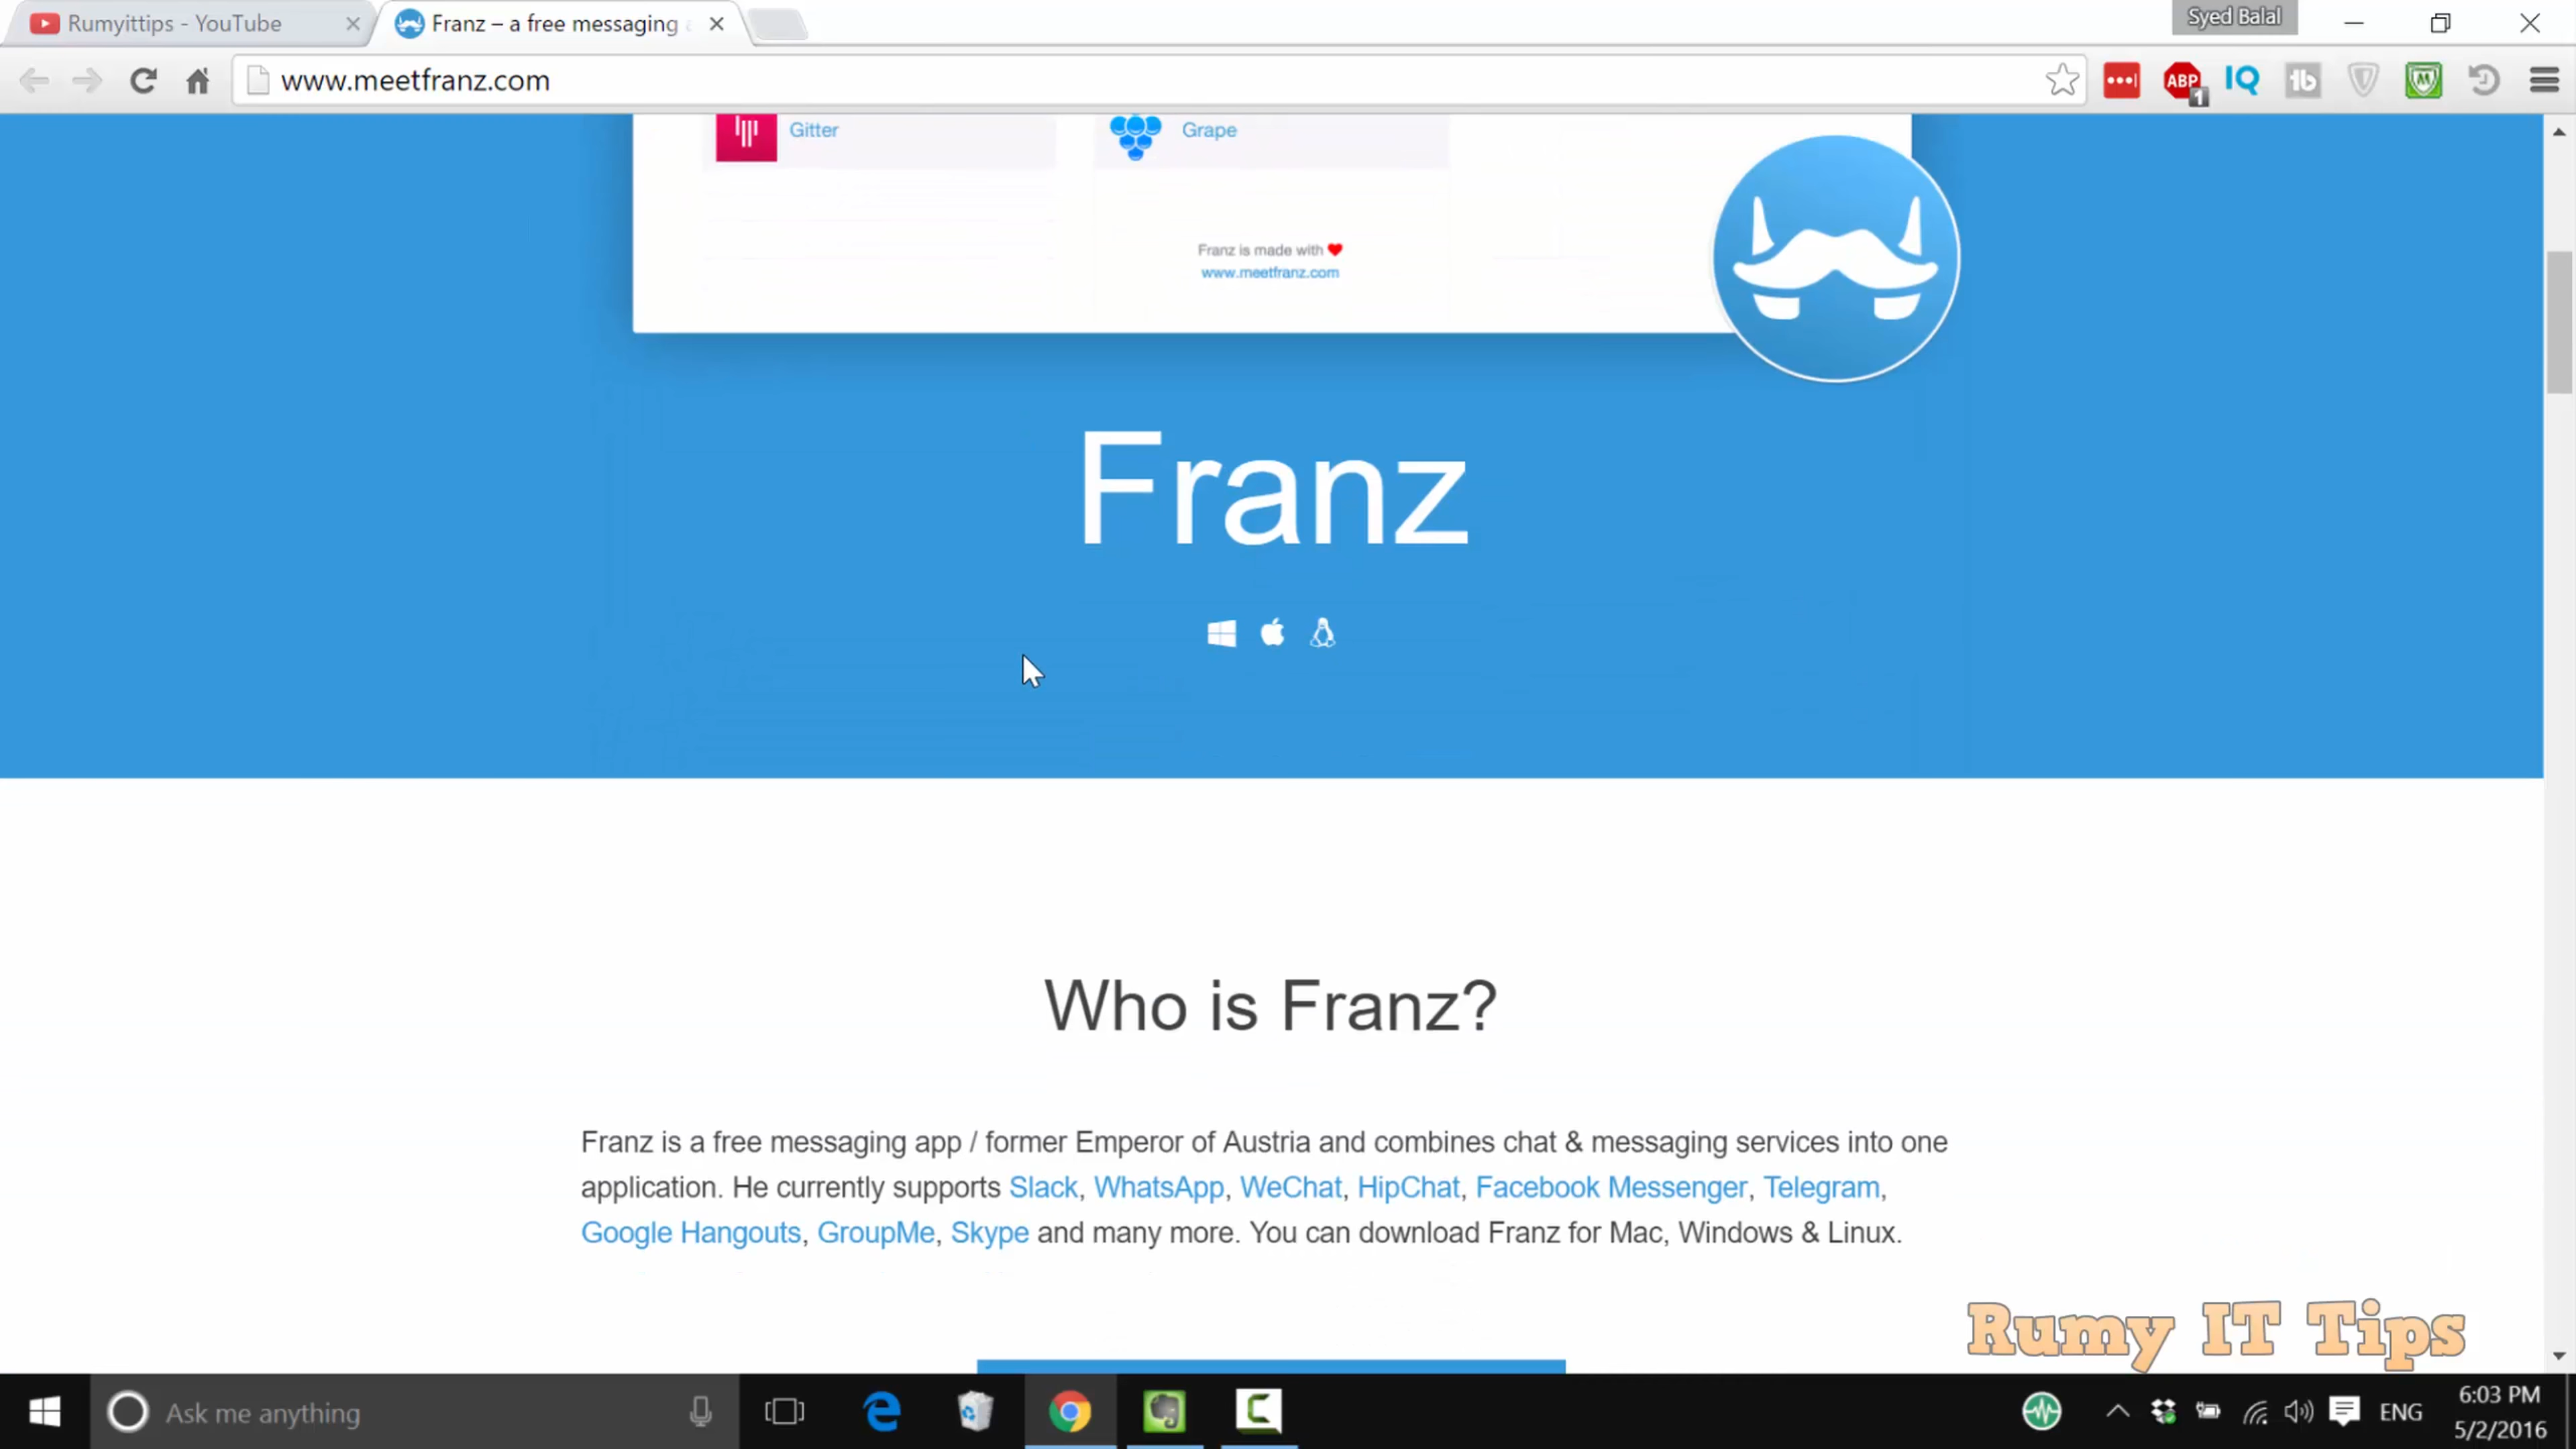 Rumyittips - YouTube
Franz – a free messaging
Syed Balal
www.meetfranz.com
ABP
1
IQ
tb
Gitter
Grape
Franz is made with
www.meetfranz.com
Franz
Who is Franz?
Franz is a free messaging app / former Emperor of Austria and combines chat & messaging services into one
application. He currently supports Slack, WhatsApp, WeChat, HipChat, Facebook Messenger, Telegram,
Google Hangouts, GroupMe, Skype and many more. You can download Franz for Mac, Windows & Linux.
Rumy IT Tips
Ask me anything
ENG
6:03 PM
5/2/2016